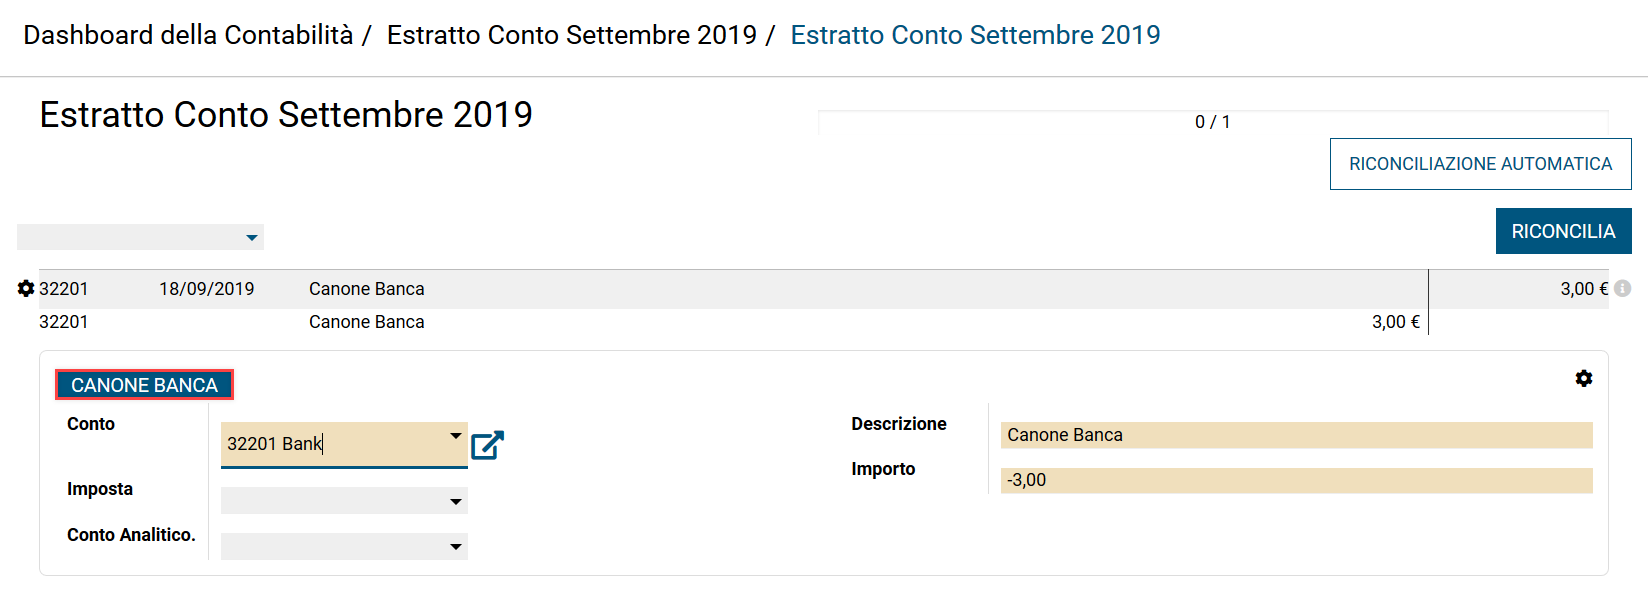 Dashboard della Contabilità / Estratto Conto Settembre 2019 / Estratto Conto Settembre 2019
Estratto Conto Settembre 2019
0 / 1
RICONCILIAZIONE AUTOMATICA
RICONCILIA
32201 18/09/2019 Canone Banca 3,00 €
32201 Canone Banca 3,00 €
CANONE BANCA
Conto 32201 Bank Descrizione Canone Banca
Importo -3,00
Imposta
Conto Analitico.